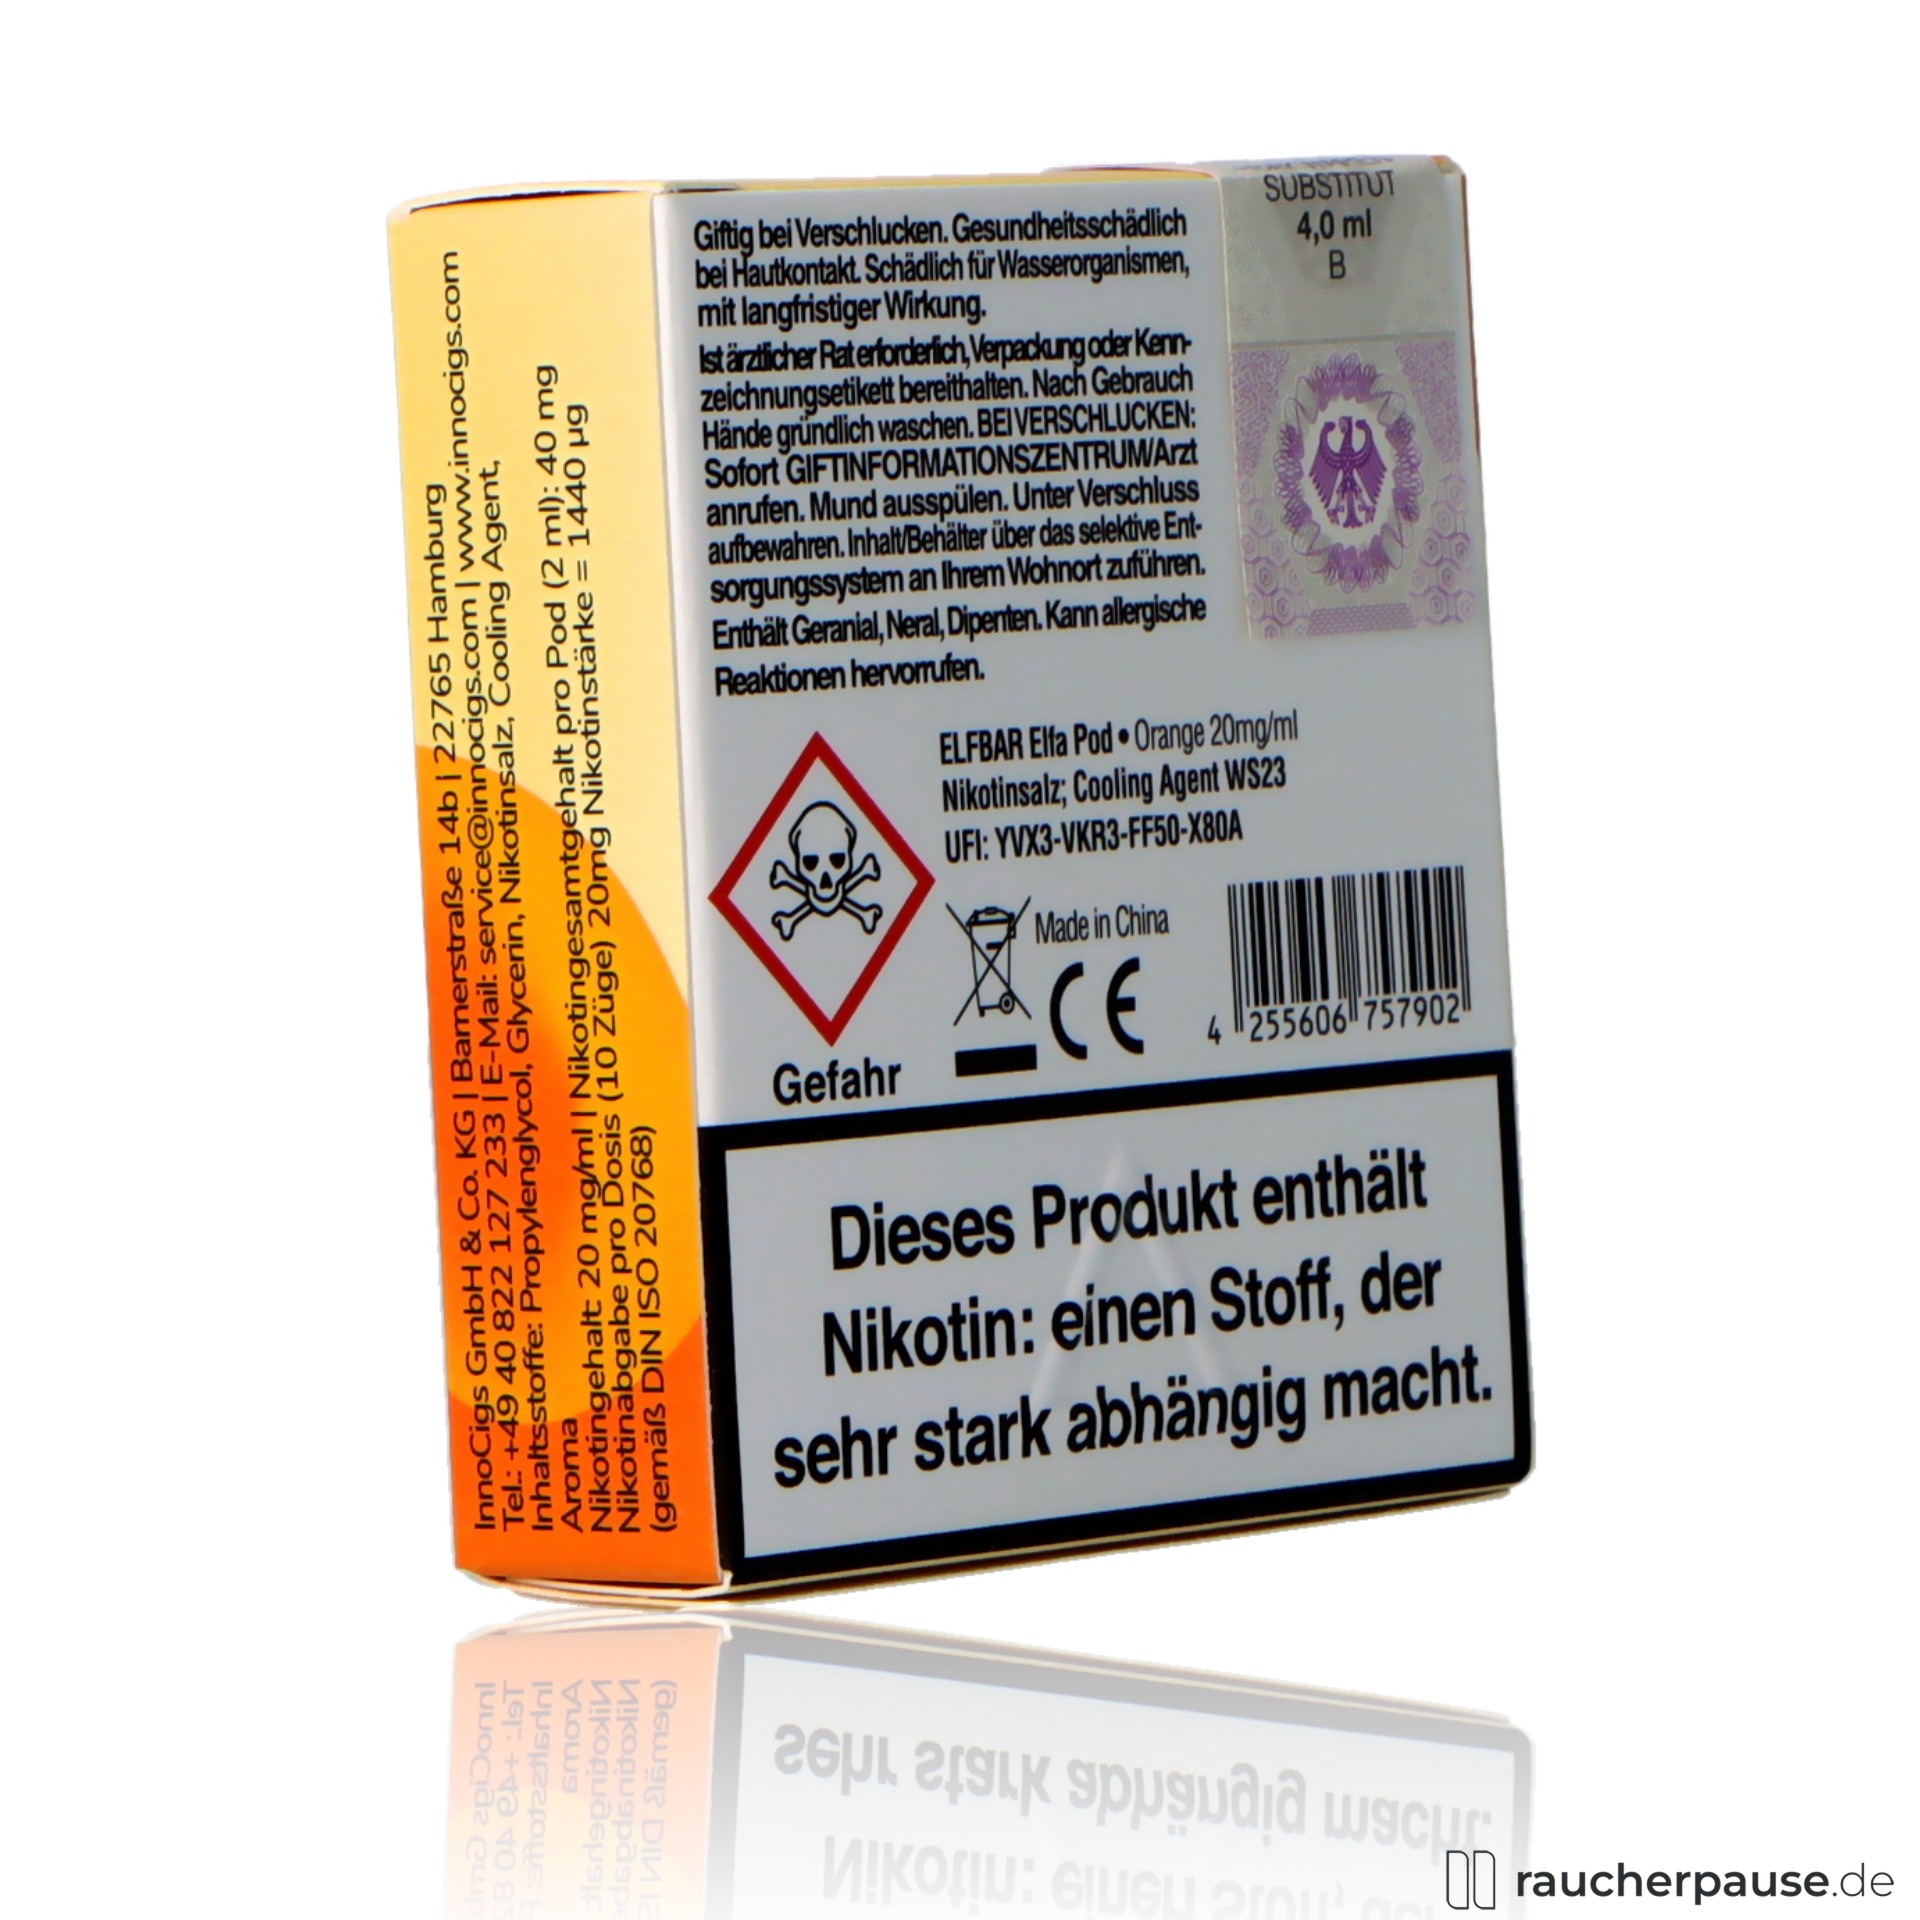 InnoCigs GmbH & Co. KG | Barnerstraße 14b | 22765 Hamburg
Tel.: +49 40 822 127 233 | E-Mail: service@innocigs.com | www.innocigs.com
Inhaltsstoffe: Propylenglycol, Glycerin, Nikotinsalz, Cooling Agent,
Aroma
Nikotingehalt: 20 mg/ml | Nikotingesamtgehalt pro Pod (2 ml): 40 mg
Nikotinabgabe pro Dosis (10 Züge) 20mg Nikotinstärke = 1440 µg
(gemäß DIN ISO 20768)
Giftig bei Verschlucken. Gesundheitsschädlich
bei Hautkontakt. Schädlich für Wasserorganismen,
mit langfristiger Wirkung.
Ist ärztlicher Rat erforderlich, Verpackung oder Kenn-
zeichnungsetikett bereithalten. Nach Gebrauch
Hände gründlich waschen. BEI VERSCHLUCKEN:
Sofort GIFTINFORMATIONSZENTRUM/Arzt
anrufen. Mund ausspülen. Unter Verschluss
aufbewahren. Inhalt/Behälter über das selektive Ent-
sorgungssystem an Ihrem Wohnort zuführen.
Enthält Geranial, Neral, Dipenten. Kann allergische
Reaktionen hervorrufen.
SUBSTITUT
4,0 ml
B
ELFBAR Elfa Pod • Orange 20mg/ml
Nikotinsalz; Cooling Agent WS23
UFI: YVX3-VKR3-FF50-X80A
Made in China
CE
4 255606 757902
Gefahr
Dieses Produkt enthält
Nikotin: einen Stoff, der
sehr stark abhängig macht.
raucherpause.de